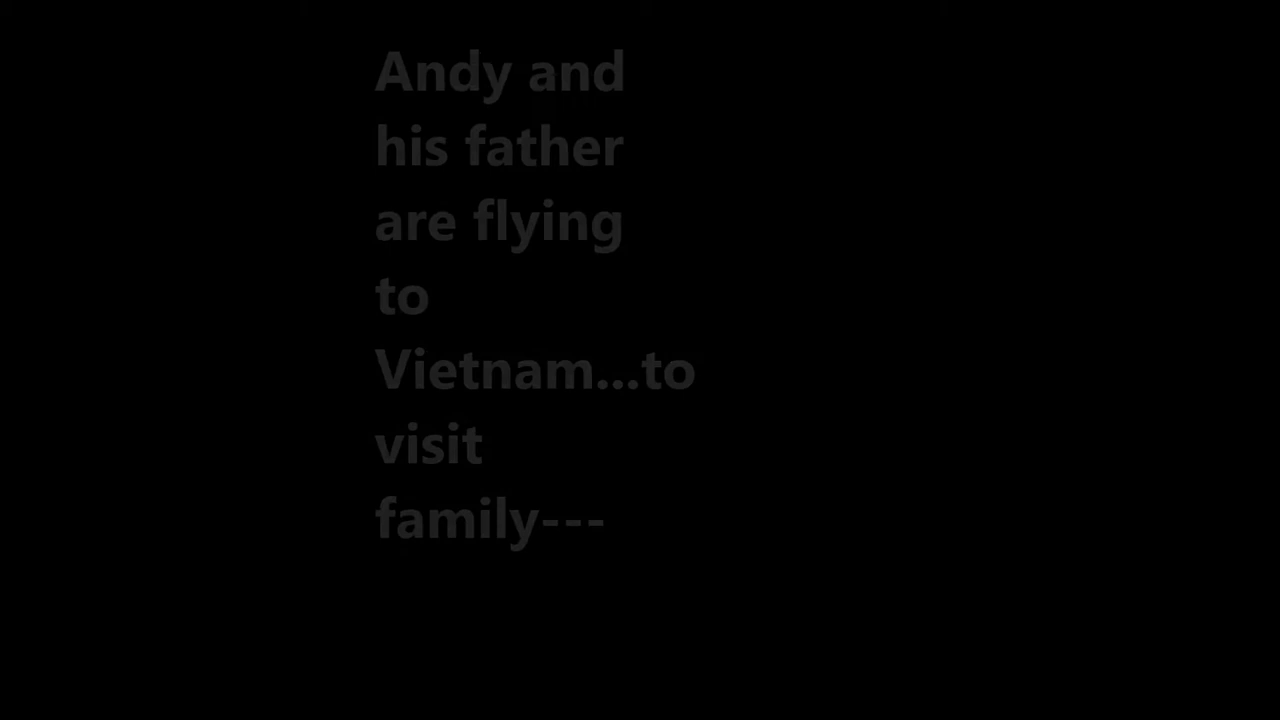 Andy and
his father
are flying
to
Vietnam...to
visit
family---